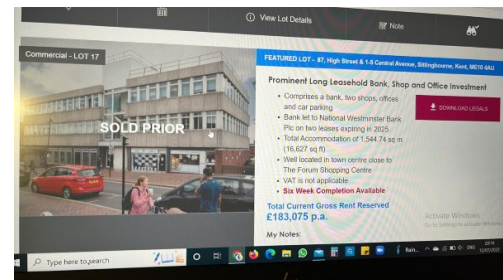 View Lot Details
Note
Commercial - LOT 17
SOLD PRIOR
FEATURED LOT - 87, High Street & 1-5 Central Avenue, Sittingbourne, Kent, ME10 4AU
Prominent Long Leasehold Bank, Shop and Office Investment
• Comprises a bank, two shops, offices
and car parking
• Bank let to National Westminster Bank
Plc on two leases expiring in 2025
• Total Accommodation of 1,544.74 sq m
(16,627 sq ft)
• Well located in town centre close to
The Forum Shopping Centre
• VAT is not applicable
• Six Week Completion Available
DOWNLOAD LEGALS
Total Current Gross Rent Reserved
£183,075 p.a.
My Notes:
Activate Windows
Go to Settings to activate Windows
Type here to search
Rain...
12/07/2022